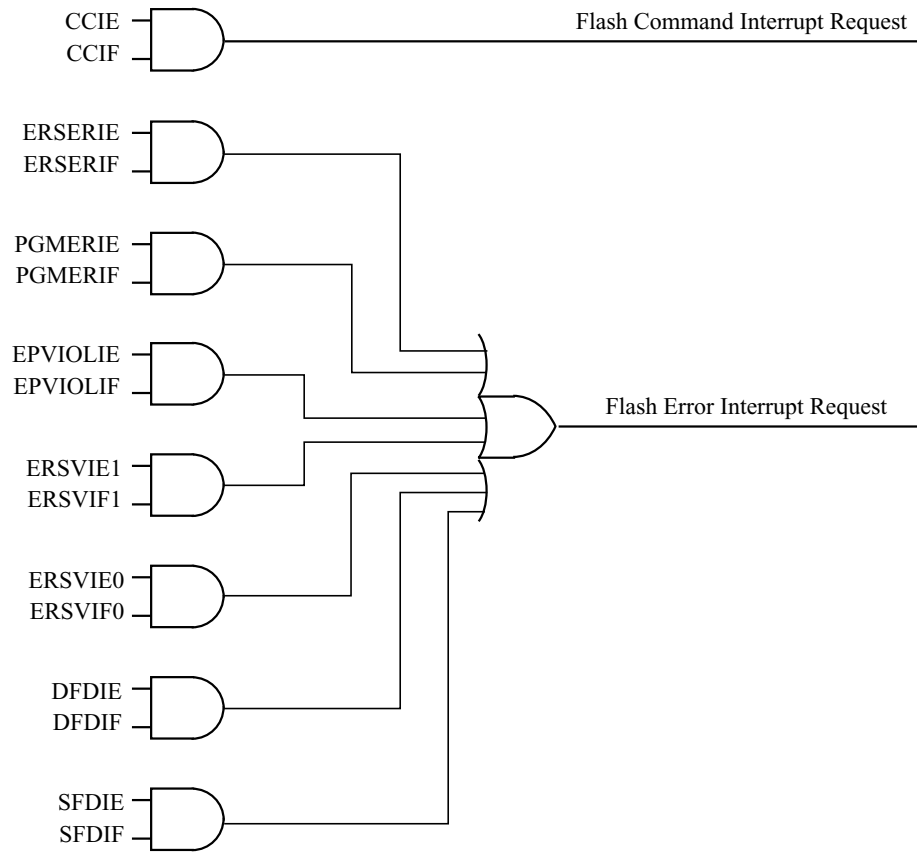 CCIE
CCIF
Flash Command Interrupt Request
ERSERIE
ERSERIF
PGMERIE
PGMERIF
EPVIOLIE
EPVIOLIF
Flash Error Interrupt Request
ERSVIE1
ERSVIF1
ERSVIE0
ERSVIF0
DFDIE
DFDIF
SFDIE
SFDIF